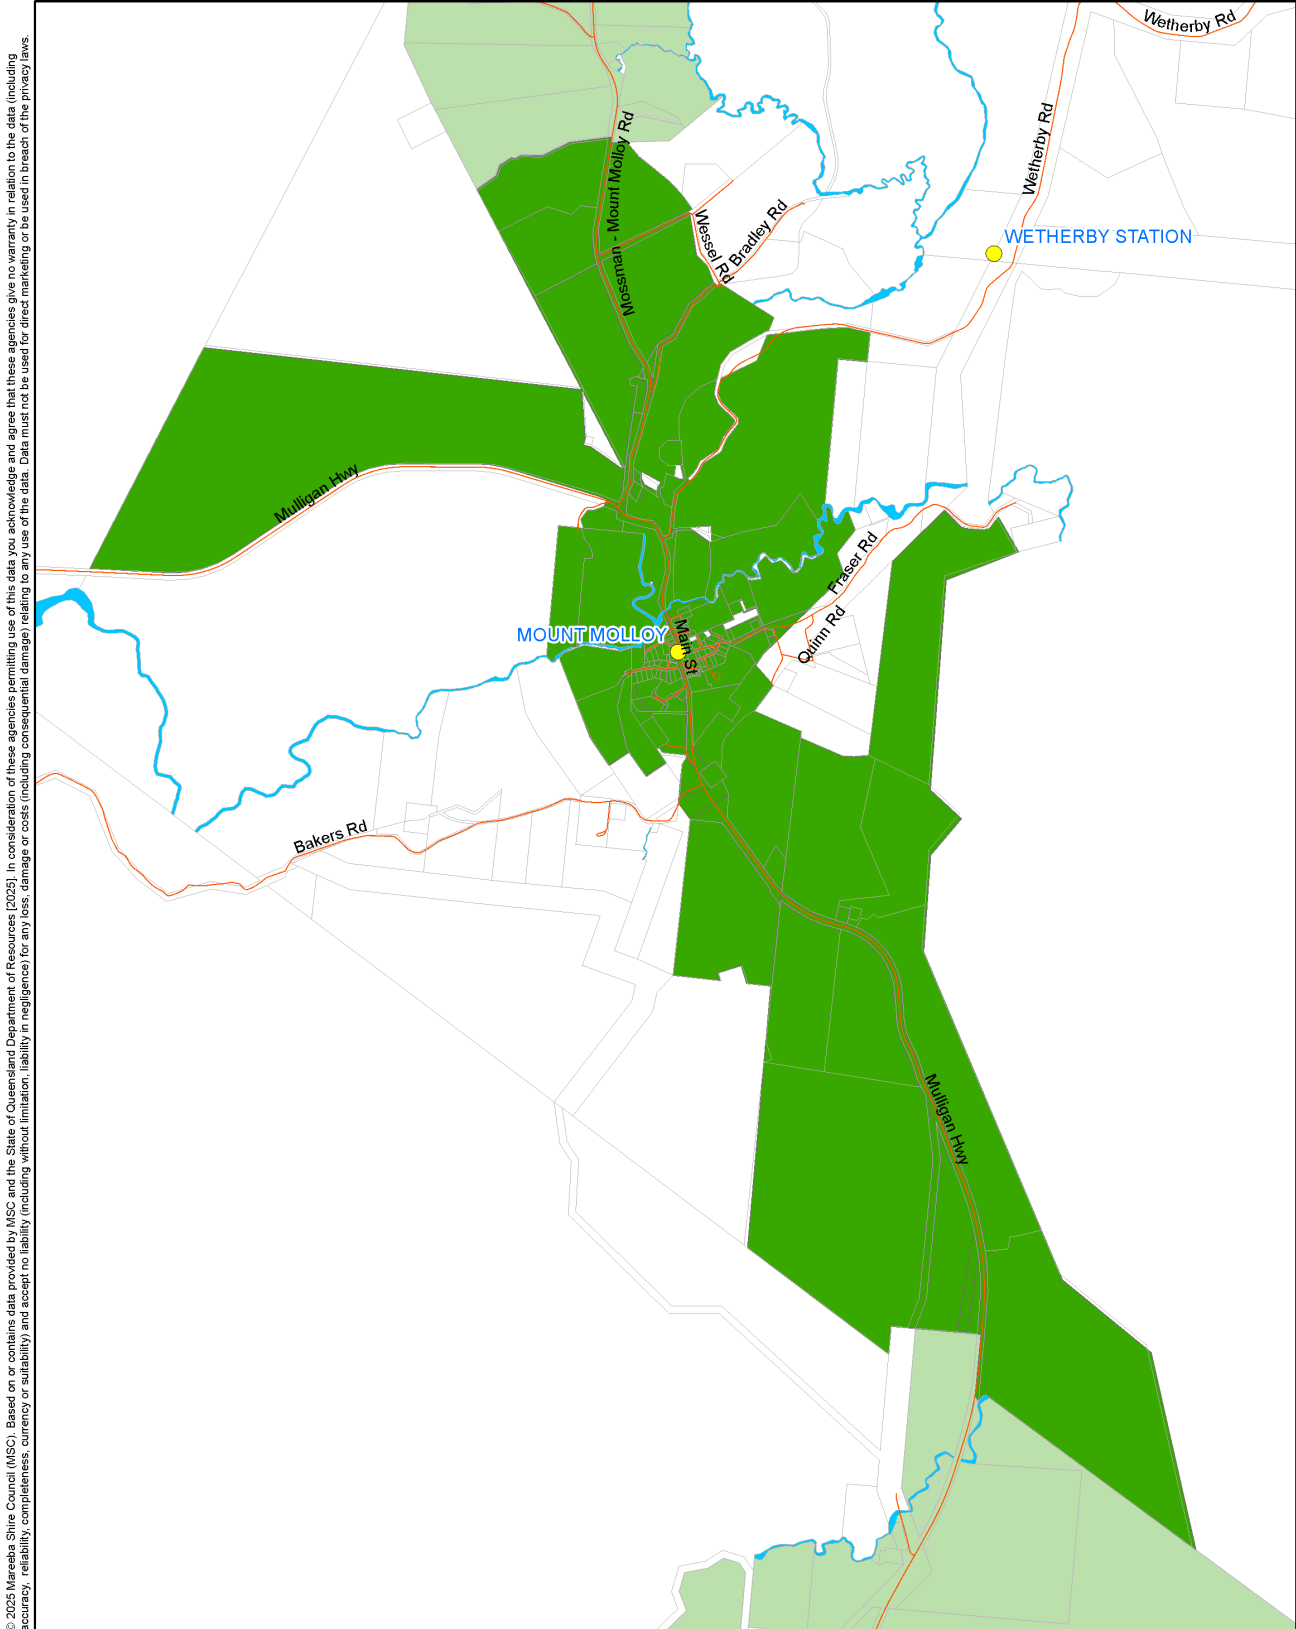 © 2025 Mareeba Shire Council (MSC). Based on or contains data provided by MSC and the State of Queensland Department of Resources [2025]. In consideration of these agencies permitting use of this data you acknowledge and agree that these agencies give no warranty in relation to the data (including
accuracy, reliability, completeness, currency or suitability) and accept no liability (including without limitation, liability in negligence) for any loss, damage or costs (including consequential damage) relating to any use of the data. Data must not be used for direct marketing or be used in breach of the privacy laws.
Wetherby Rd
Wetherby Rd
Mossman - Mount Molloy Rd
Wessel Rd
Bradley Rd
WETHERBY STATION
Mulligan Hwy
Fraser Rd
Quinn Rd
MOUNT MOLLOY
Main St
Bakers Rd
Mulligan Hwy